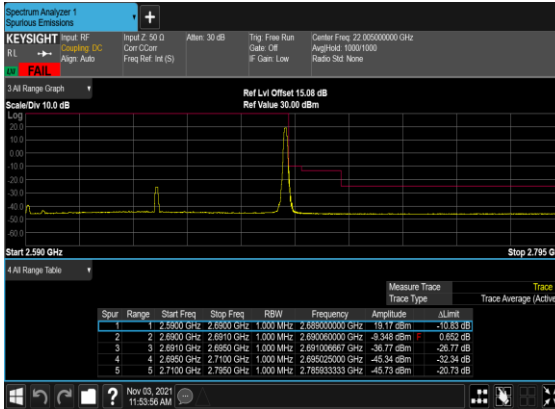 Spectrum Analyzer 1
Spurious Emissions
KEYSIGHT Input: RF Input Z: 50 Ω Atten: 30 dB Trig: Free Run Center Freq: 22.005000000 GHz
RL Coupling: DC Corr CCorr Gate: Off Avg|Hold: 1000/1000
Align: Auto Freq Ref: Int (S) IF Gain: Low Radio Std: None
FAIL
3 All Range Graph
Ref Lvl Offset 15.08 dB
Scale/Div 10.0 dB Ref Value 30.00 dBm
Log
20.0
10.0
0.00
-10.0
-20.0
-30.0
-40.0
-50.0
-60.0
Start 2.590 GHz Stop 2.795 G
4 All Range Table
Measure Trace Trace
Trace Type Trace Average (Active
Spur Range Start Freq Stop Freq RBW Frequency Amplitude ΔLimit
1 1 2.5900 GHz 2.6900 GHz 1.000 MHz 2.689000000 GHz 19.17 dBm -10.83 dB
2 2 2.6900 GHz 2.6910 GHz 1.000 MHz 2.690060000 GHz -9.348 dBm F 0.652 dB
3 3 2.6910 GHz 2.6950 GHz 1.000 MHz 2.691006667 GHz -36.77 dBm -26.77 dB
4 4 2.6950 GHz 2.7100 GHz 1.000 MHz 2.695025000 GHz -45.34 dBm -32.34 dB
5 5 2.7100 GHz 2.7950 GHz 1.000 MHz 2.785933333 GHz -45.73 dBm -20.73 dB
Nov 03, 2021
11:53:56 AM